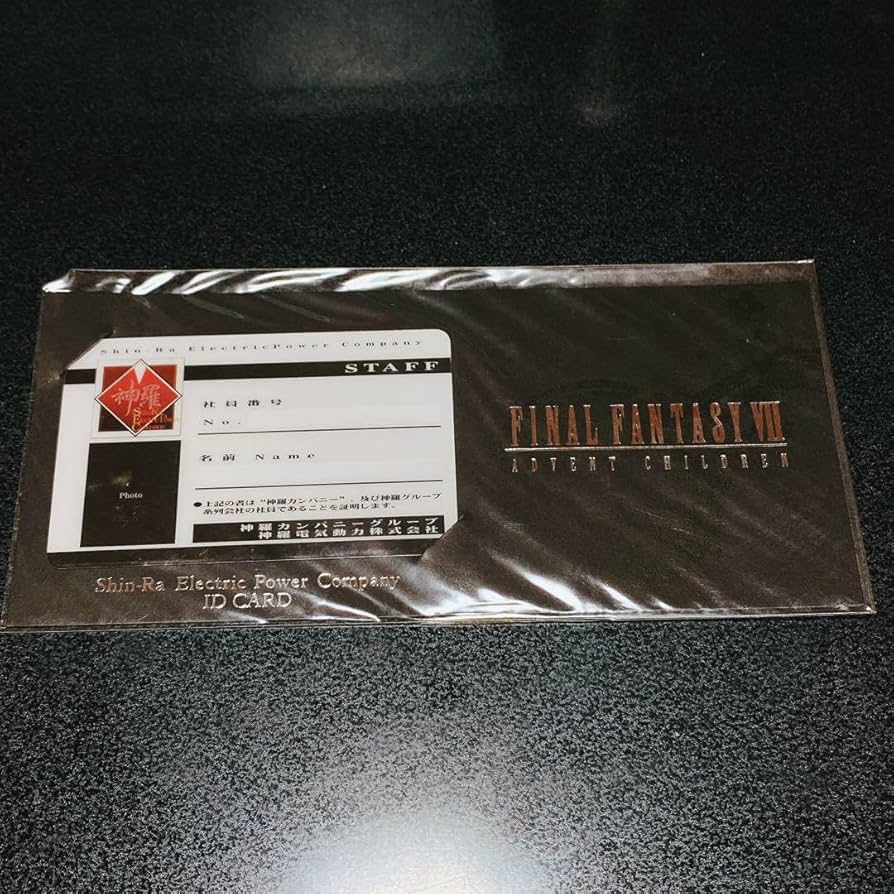 Shin-Ra ElectricPower Company
STAFF
神羅
社員番号
No.
名前 Name
Photo
●上記の者は"神羅カンパニー"、及び神羅グループ
系列会社の社員であることを証明します。
神羅カンパニーグループ
神羅電気動力株式会社
Shin-Ra Electric Power Company
ID CARD
FINAL FANTASY VII
ADVENT CHILDREN